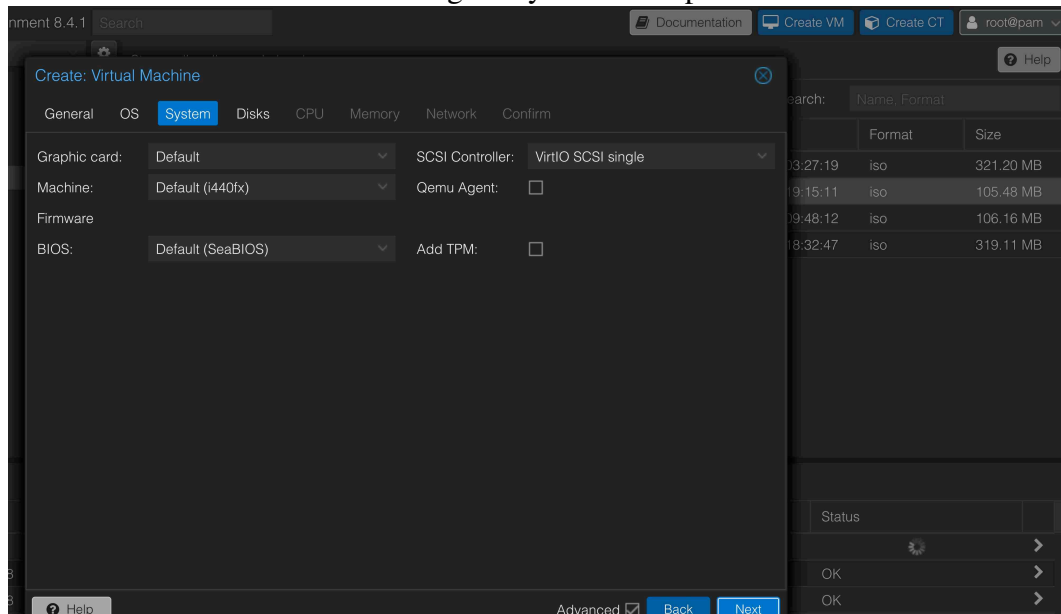 nment 8.4.1 Search Documentation Create VM Create CT root@pam
Help
Create: Virtual Machine
earch: Name, Format
General OS System Disks CPU Memory Network Confirm
Format Size
Graphic card: Default SCSI Controller: VirtIO SCSI single
03:27:19 iso 321.20 MB
Machine: Default (i440fx) Qemu Agent:
19:15:11 iso 105.48 MB
Firmware
09:48:12 iso 106.16 MB
BIOS: Default (SeaBIOS) Add TPM:
18:32:47 iso 319.11 MB
Status
OK
OK
Help Advanced Back Next